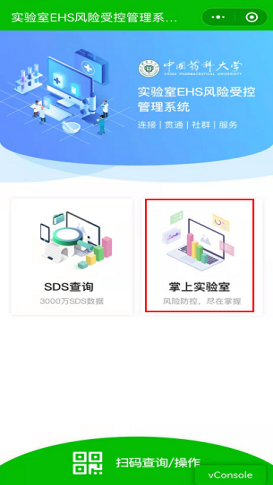 实验室EHS风险受控管理系...
中国药科大学
CHINA PHARMACEUTICAL UNIVERSITY
实验室EHS风险受控
管理系统
连接|贯通|社群|服务
SDS查询
3000万SDS数据
掌上实验室
风险防控，尽在掌握
扫码查询/操作
vConsole